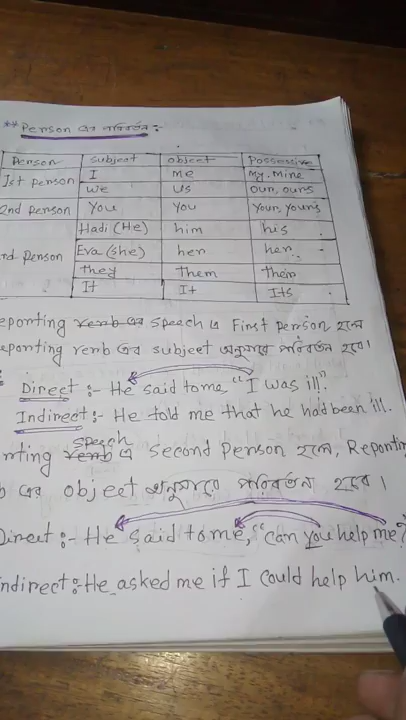 ** Person এর পরিবর্তন :-
Person Subject Object Possessive
1st person I me My, Mine
We Us Our, Ours
2nd person You You Your, Yours
Hadi (He) him his
rd person Eva (she) her her
they Them Their
It It Its
eporting verb এর Speech এ First person হলে
eporting verb এর subject অনুসারে পরিবর্তন হবে।
Direct :- He said to me "I was ill."
Indirect :- He told me that he had been ill.
speech
rting verb এ Second Person হলে, Reportin
b এর object অনুসারে পরিবর্তন হবে।
Direct :- He said to me, "can you help me?
ndirect :- He asked me if I could help him.